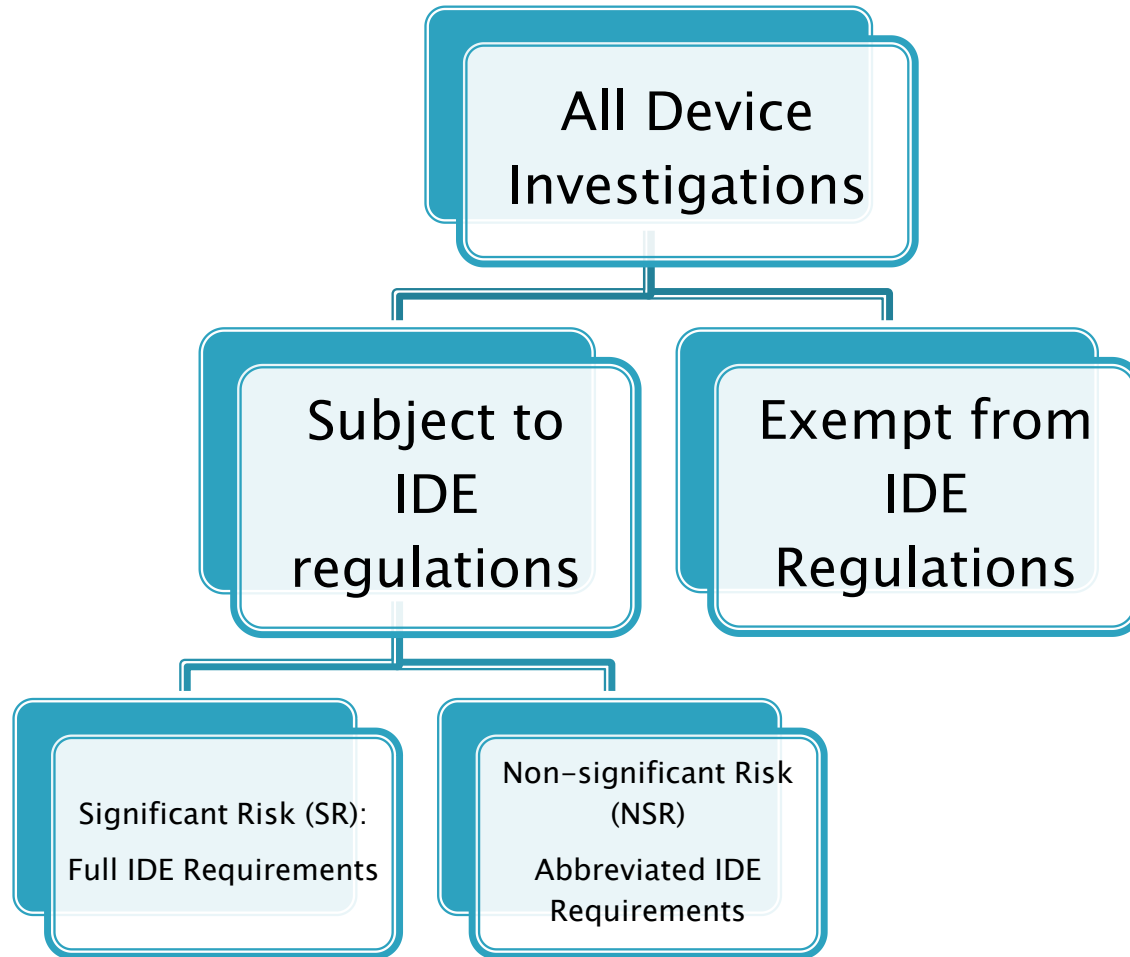 All Device
Investigations
Subject to
IDE
regulations
Exempt from
IDE
Regulations
Significant Risk (SR):
Full IDE Requirements
Non-significant Risk
(NSR)
Abbreviated IDE
Requirements